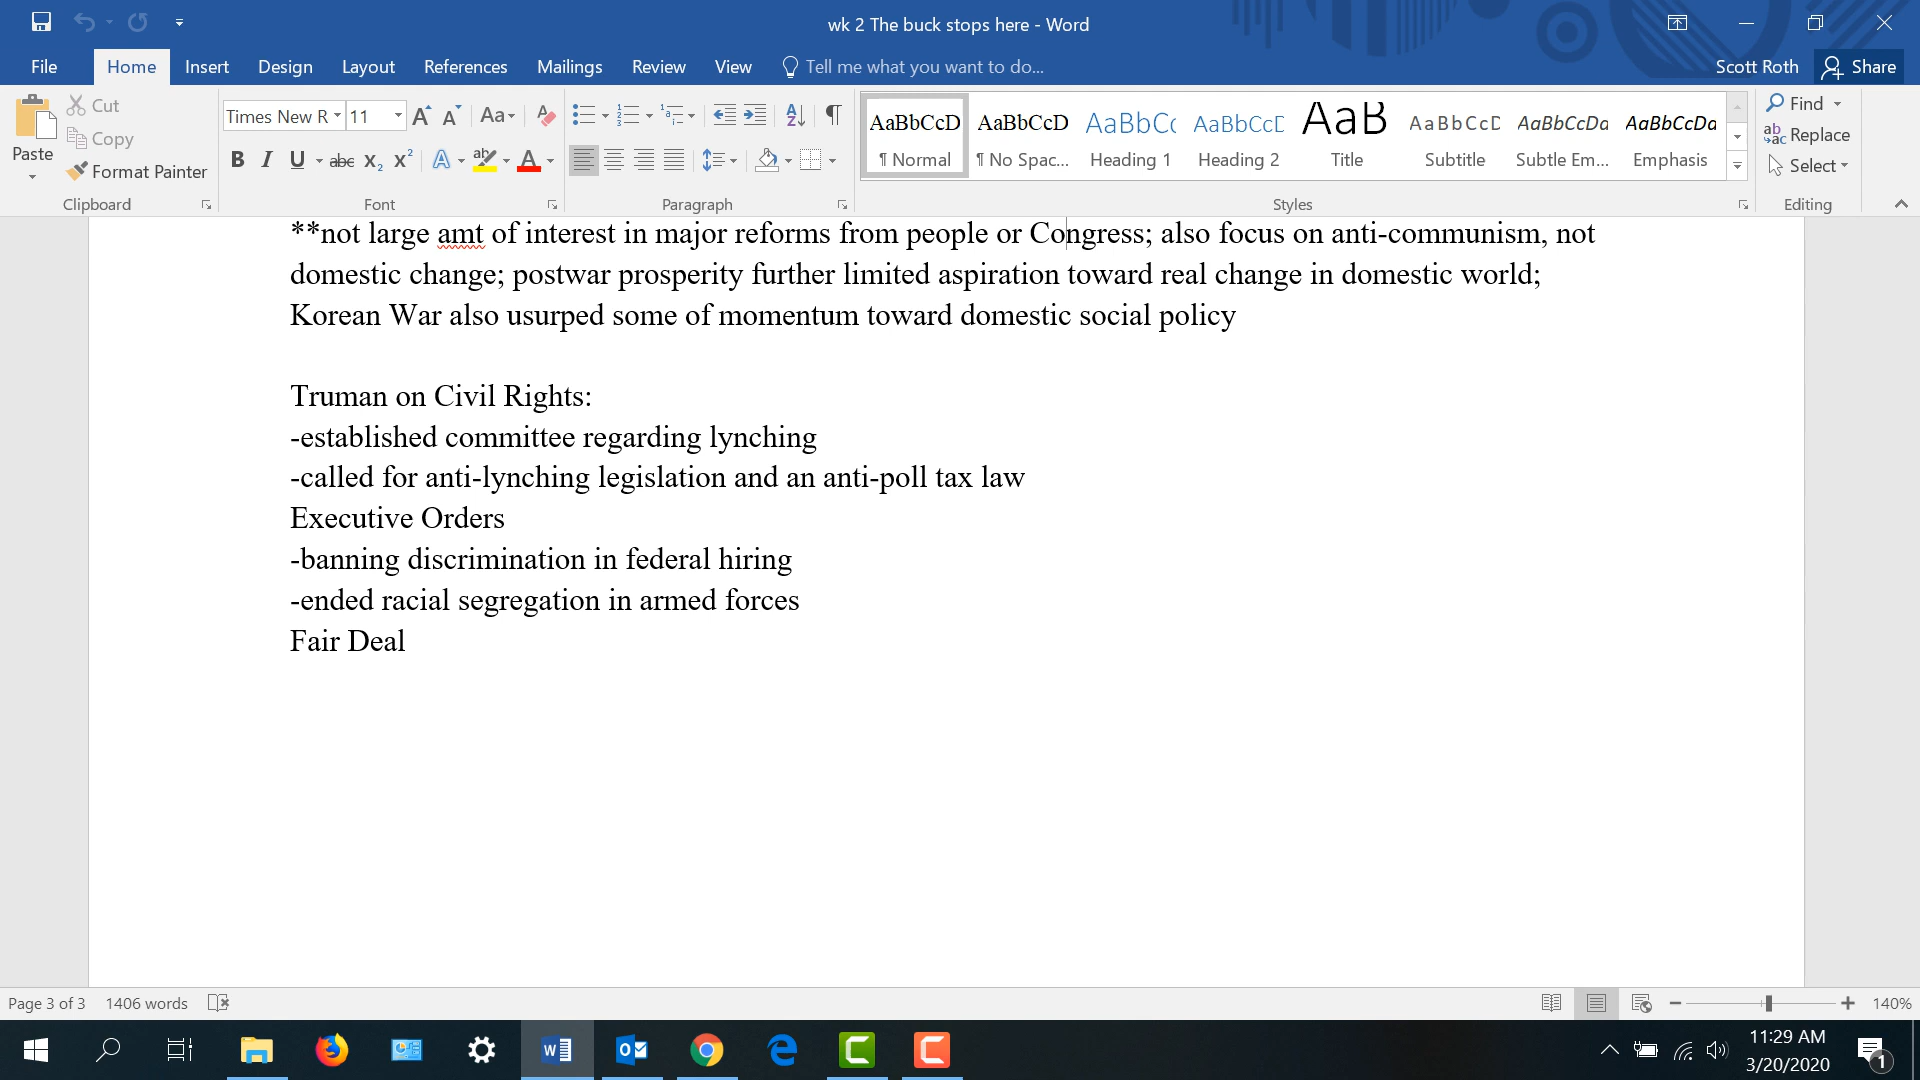 wk 2 The buck stops here - Word
File Home Insert Design Layout References Mailings Review View Tell me what you want to do... Scott Roth Share
Paste Cut Copy Format Painter Clipboard
Times New R 11 Aa Font
Paragraph
AaBbCcD AaBbCcD AaBbCc AaBbCcD AaB AaBbCcD AaBbCcDd AaBbCcDd
¶ Normal ¶ No Spac... Heading 1 Heading 2 Title Subtitle Subtle Em... Emphasis
Styles
Find
Replace
Select
Editing
**not large amt of interest in major reforms from people or Congress; also focus on anti-communism, not
domestic change; postwar prosperity further limited aspiration toward real change in domestic world;
Korean War also usurped some of momentum toward domestic social policy
Truman on Civil Rights:
-established committee regarding lynching
-called for anti-lynching legislation and an anti-poll tax law
Executive Orders
-banning discrimination in federal hiring
-ended racial segregation in armed forces
Fair Deal
Page 3 of 3 1406 words 140%
11:29 AM
3/20/2020
1